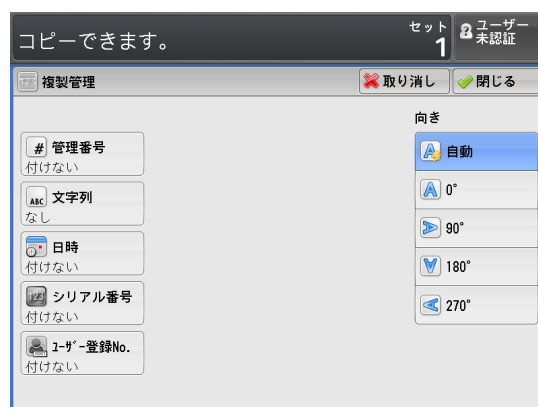 コピーできます。
セット
1
ユーザー
未認証
複製管理
取り消し
閉じる
向き
# 管理番号
付けない
自動
ABC 文字列
なし
0°
日時
付けない
90°
123 シリアル番号
付けない
180°
ユーザー登録No.
付けない
270°